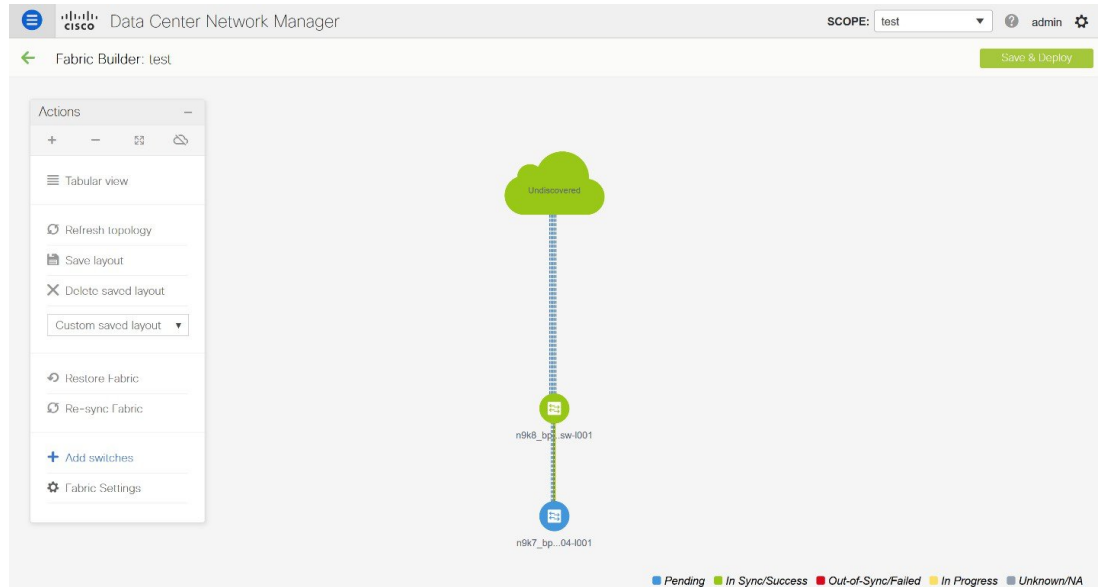 cisco Data Center Network Manager
SCOPE: test
admin
Fabric Builder: test
Save & Deploy
Actions
Tabular view
Refresh topology
Save layout
Delete saved layout
Custom saved layout
Restore Fabric
Re-sync Fabric
Add switches
Fabric Settings
Undiscovered
n9k8_bp...sw-l001
n9k7_bp...04-l001
Pending In Sync/Success Out-of-Sync/Failed In Progress Unknown/NA